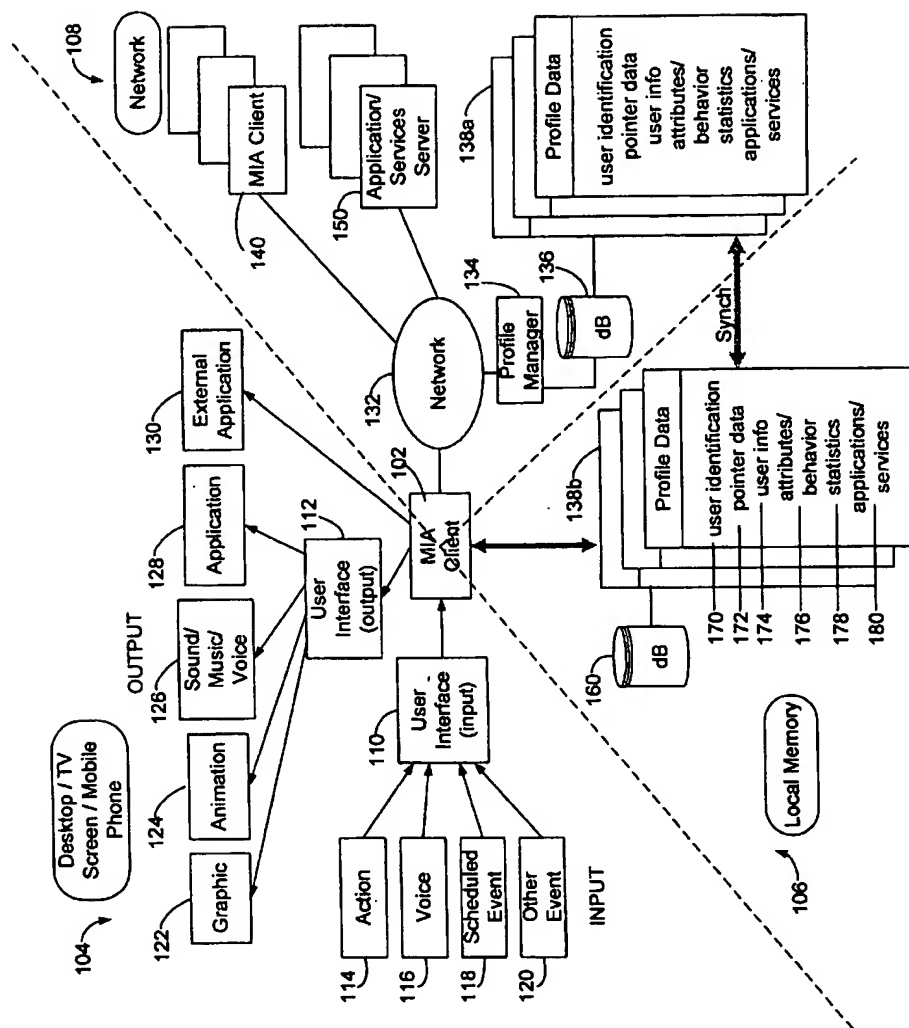 104
Desktop / TV
Screen / Mobile
Phone
OUTPUT
122
Graphic
124
Animation
126
Sound/
Music/
Voice
128
Application
130
External
Application
112
User
Interface
(output)
114
Action
116
Voice
118
Scheduled
Event
120
Other
Event
INPUT
110
User
Interface
(input)
102
MIA
Client
108
Network
140
MIA Client
150
Application/
Services
Server
132
Network
134
Profile
Manager
136
dB
138a
Profile Data
user identification
pointer data
user info
attributes/
behavior
statistics
applications/
services
Synch
106
Local Memory
160
dB
138b
Profile Data
170
user identification
172
pointer data
174
user info
attributes/
176
behavior
178
statistics
applications/
180
services